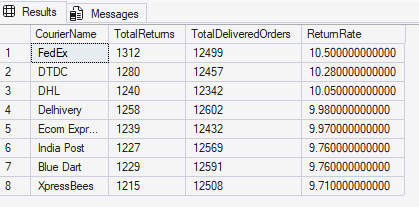 Results Messages
CourierName TotalReturns TotalDeliveredOrders ReturnRate
1 FedEx 1312 12499 10.500000000000
2 DTDC 1280 12457 10.280000000000
3 DHL 1240 12342 10.050000000000
4 Delhivery 1258 12602 9.980000000000
5 Ecom Expr... 1239 12432 9.970000000000
6 India Post 1227 12569 9.760000000000
7 Blue Dart 1229 12591 9.760000000000
8 XpressBees 1215 12508 9.710000000000